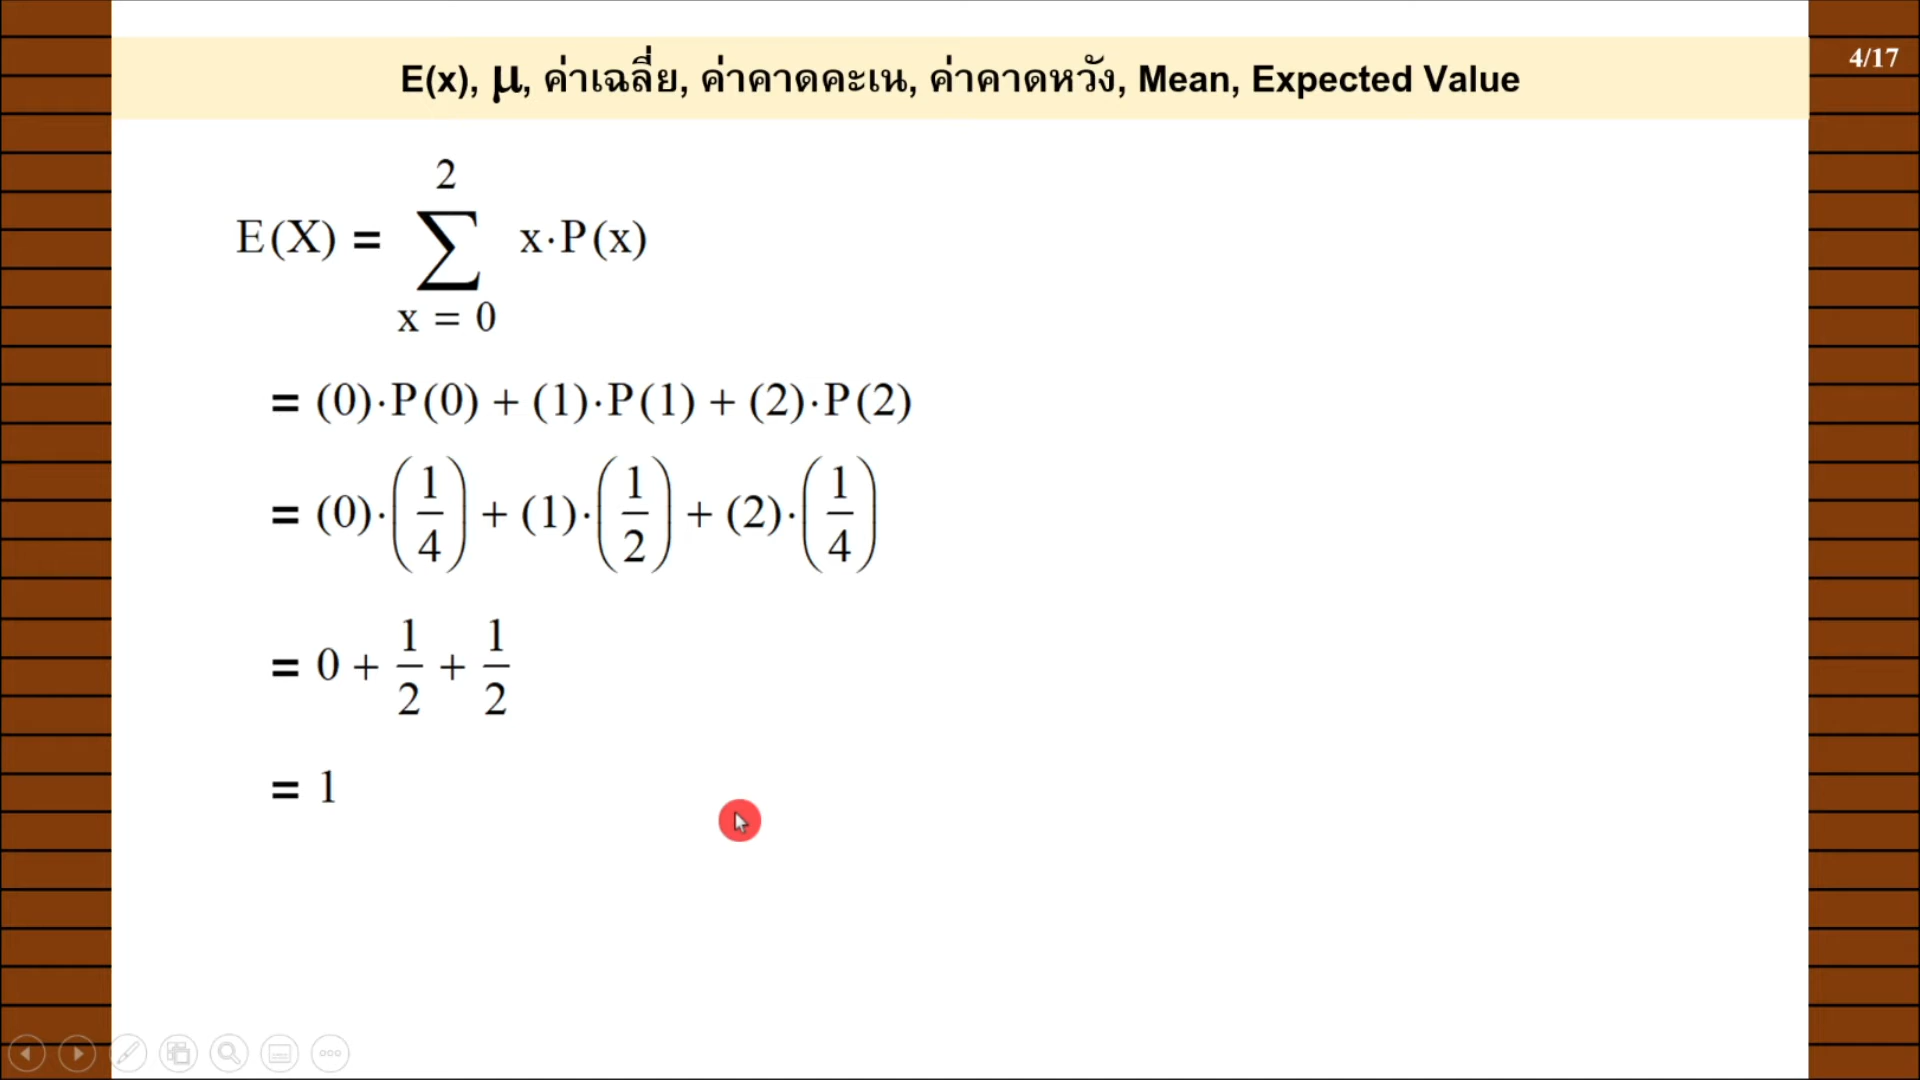 E(x), μ, ค่าเฉลี่ย, ค่าคาดคะเน, ค่าคาดหวัง, Mean, Expected Value
4/17
E(X) = ∑_{x = 0}^{2} x·P(x)
= (0)·P(0) + (1)·P(1) + (2)·P(2)
= (0)·(1/4) + (1)·(1/2) + (2)·(1/4)
= 0 + 1/2 + 1/2
= 1